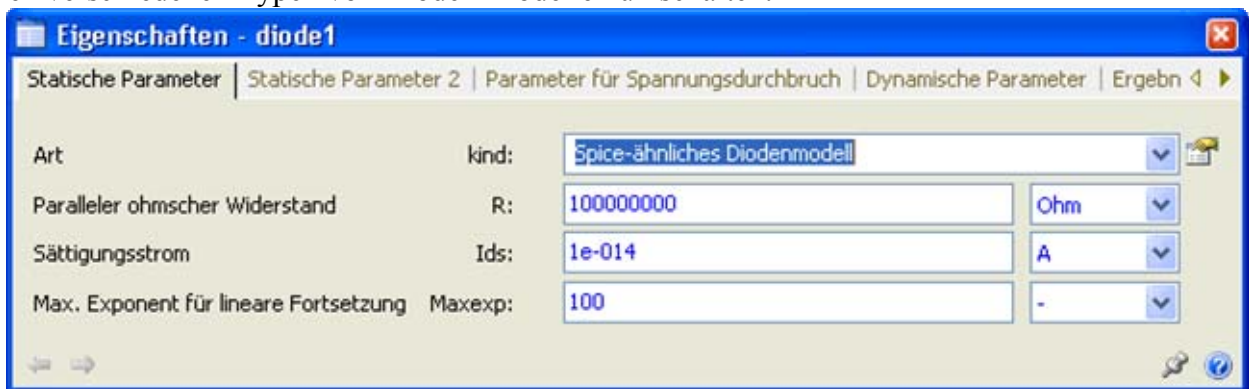 Eigenschaften - diode1
Statische Parameter | Statische Parameter 2 | Parameter für Spannungsdurchbruch | Dynamische Parameter | Ergebn
Art kind: Spice-ähnliches Diodenmodell
Paralleler ohmscher Widerstand R: 100000000 Ohm
Sättigungsstrom Ids: 1e-014 A
Max. Exponent für lineare Fortsetzung Maxexp: 100 -